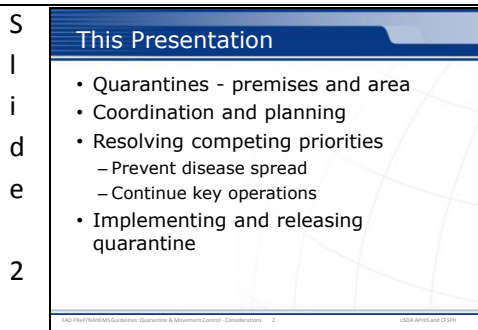 Slide 2
This Presentation
• Quarantines - premises and area
• Coordination and planning
• Resolving competing priorities
– Prevent disease spread
– Continue key operations
• Implementing and releasing
quarantine
FAD PReP/NAHEMS Guidelines: Quarantine & Movement Control - Considerations 2 USDA APHIS and CFSPH